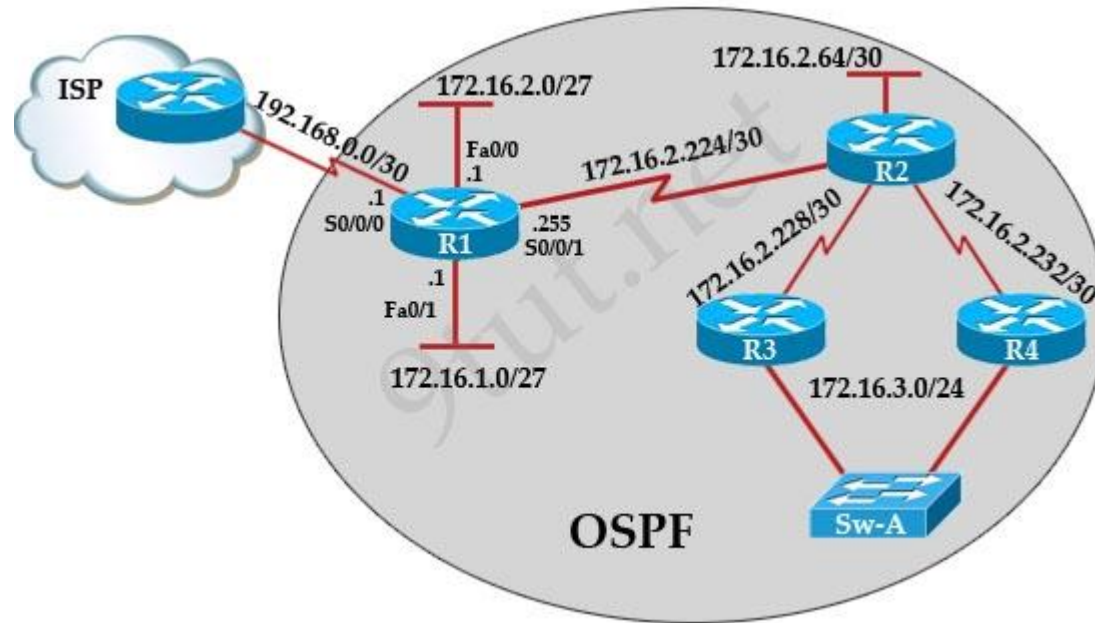 ISP
192.168.0.0/30
172.16.2.0/27
172.16.2.64/30
Fa0/0
.1
172.16.2.224/30
R2
.1
S0/0/0
R1
.255
S0/0/1
172.16.2.228/30
172.16.2.232/30
.1
Fa0/1
172.16.1.0/27
R3
R4
172.16.3.0/24
Sw-A
OSPF
9tut.net